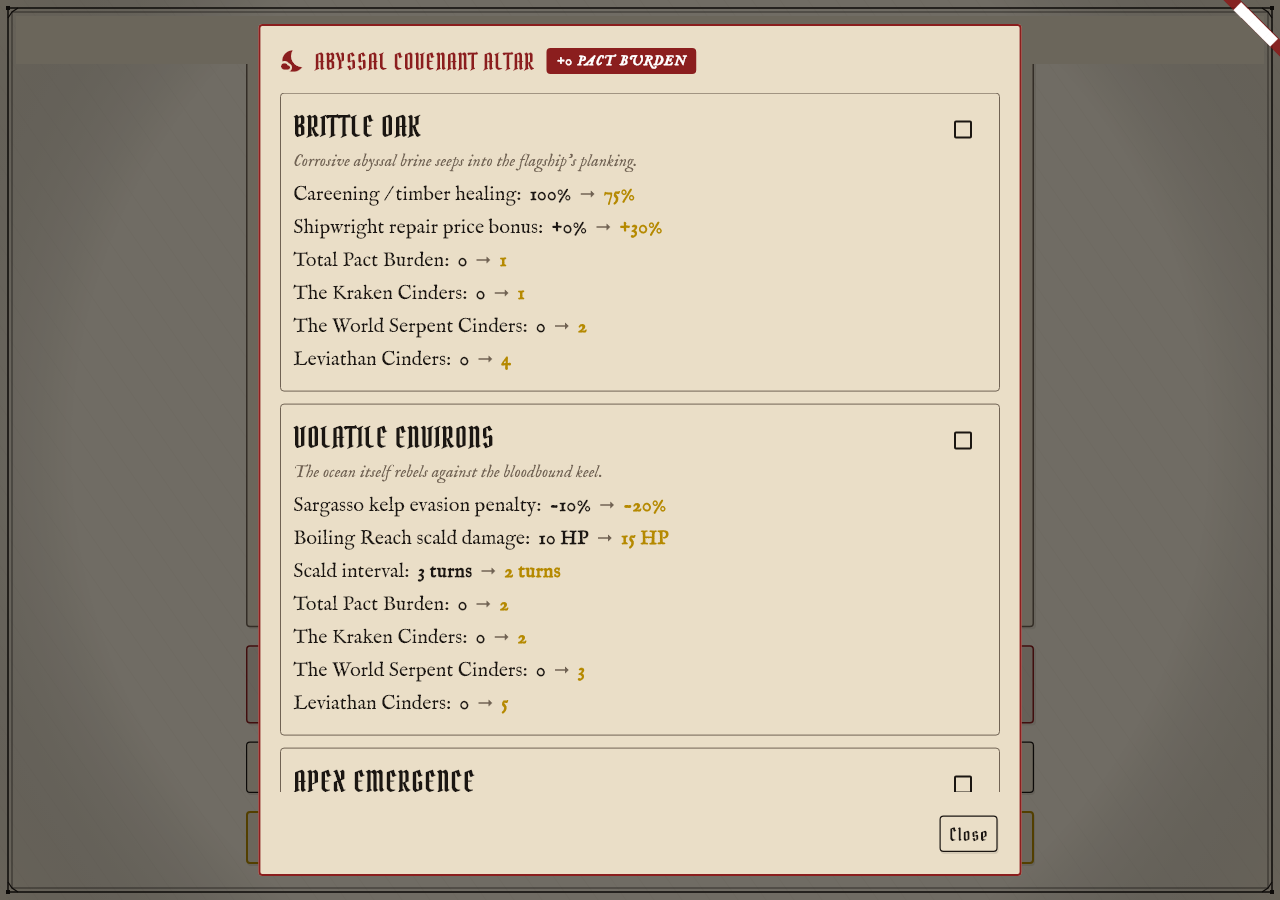 ABYSSAL COVENANT ALTAR +0 PACT BURDEN
BRITTLE OAK
Corrosive abyssal brine seeps into the flagship's planking.
Careening / timber healing: 100% → 75%
Shipwright repair price bonus: +0% → +30%
Total Pact Burden: 0 → 1
The Kraken Cinders: 0 → 1
The World Serpent Cinders: 0 → 2
Leviathan Cinders: 0 → 4
VOLATILE ENVIRONS
The ocean itself rebels against the bloodbound keel.
Sargasso kelp evasion penalty: -10% → -20%
Boiling Reach scald damage: 10 HP → 15 HP
Scald interval: 3 turns → 2 turns
Total Pact Burden: 0 → 2
The Kraken Cinders: 0 → 2
The World Serpent Cinders: 0 → 3
Leviathan Cinders: 0 → 5
APEX EMERGENCE
Close